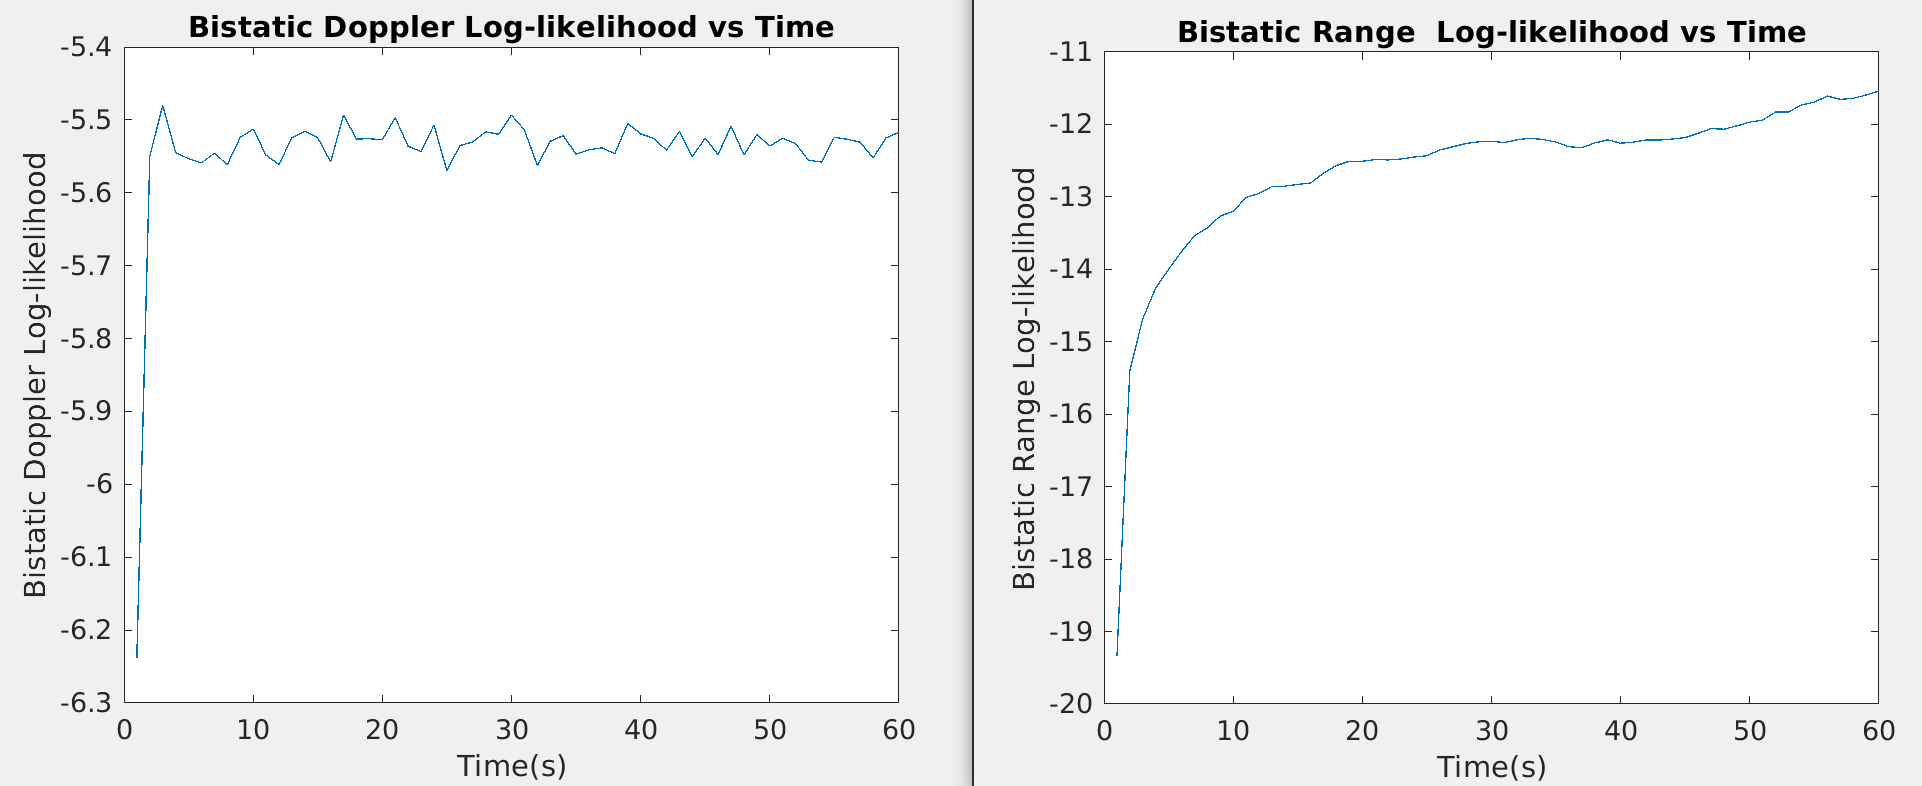 Bistatic Doppler Log-likelihood vs Time
-5.4
-5.5
-5.6
-5.7
-5.8
-5.9
-6
-6.1
-6.2
-6.3
0 10 20 30 40 50 60
Time(s)
Bistatic Doppler Log-likelihood
Bistatic Range  Log-likelihood vs Time
-11
-12
-13
-14
-15
-16
-17
-18
-19
-20
0 10 20 30 40 50 60
Time(s)
Bistatic Range Log-likelihood